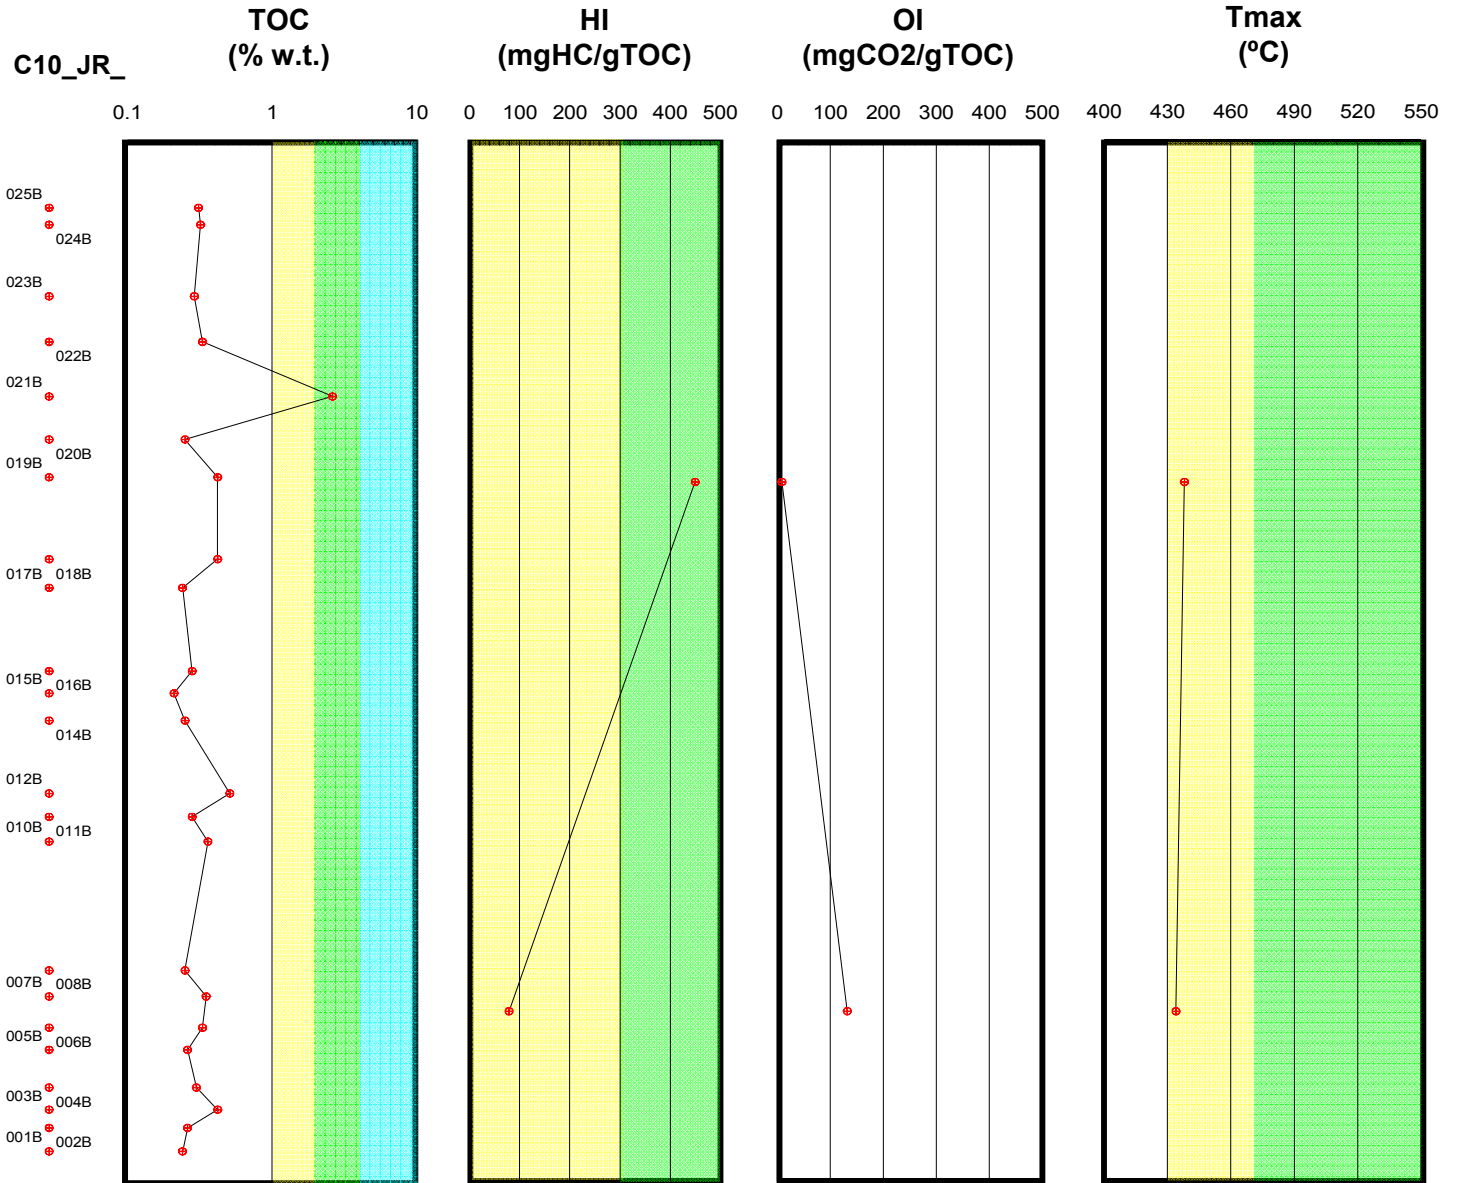 TOC
(% w.t.)
HI
(mgHC/gTOC)
OI
(mgCO2/gTOC)
Tmax
(ºC)
C10_JR_
0.1 1 10
0 100 200 300 400 500
0 100 200 300 400 500
400 430 460 490 520 550
025B
024B
023B
022B
021B
020B
019B
017B 018B
015B 016B
014B
012B
010B 011B
007B 008B
005B 006B
003B 004B
001B 002B